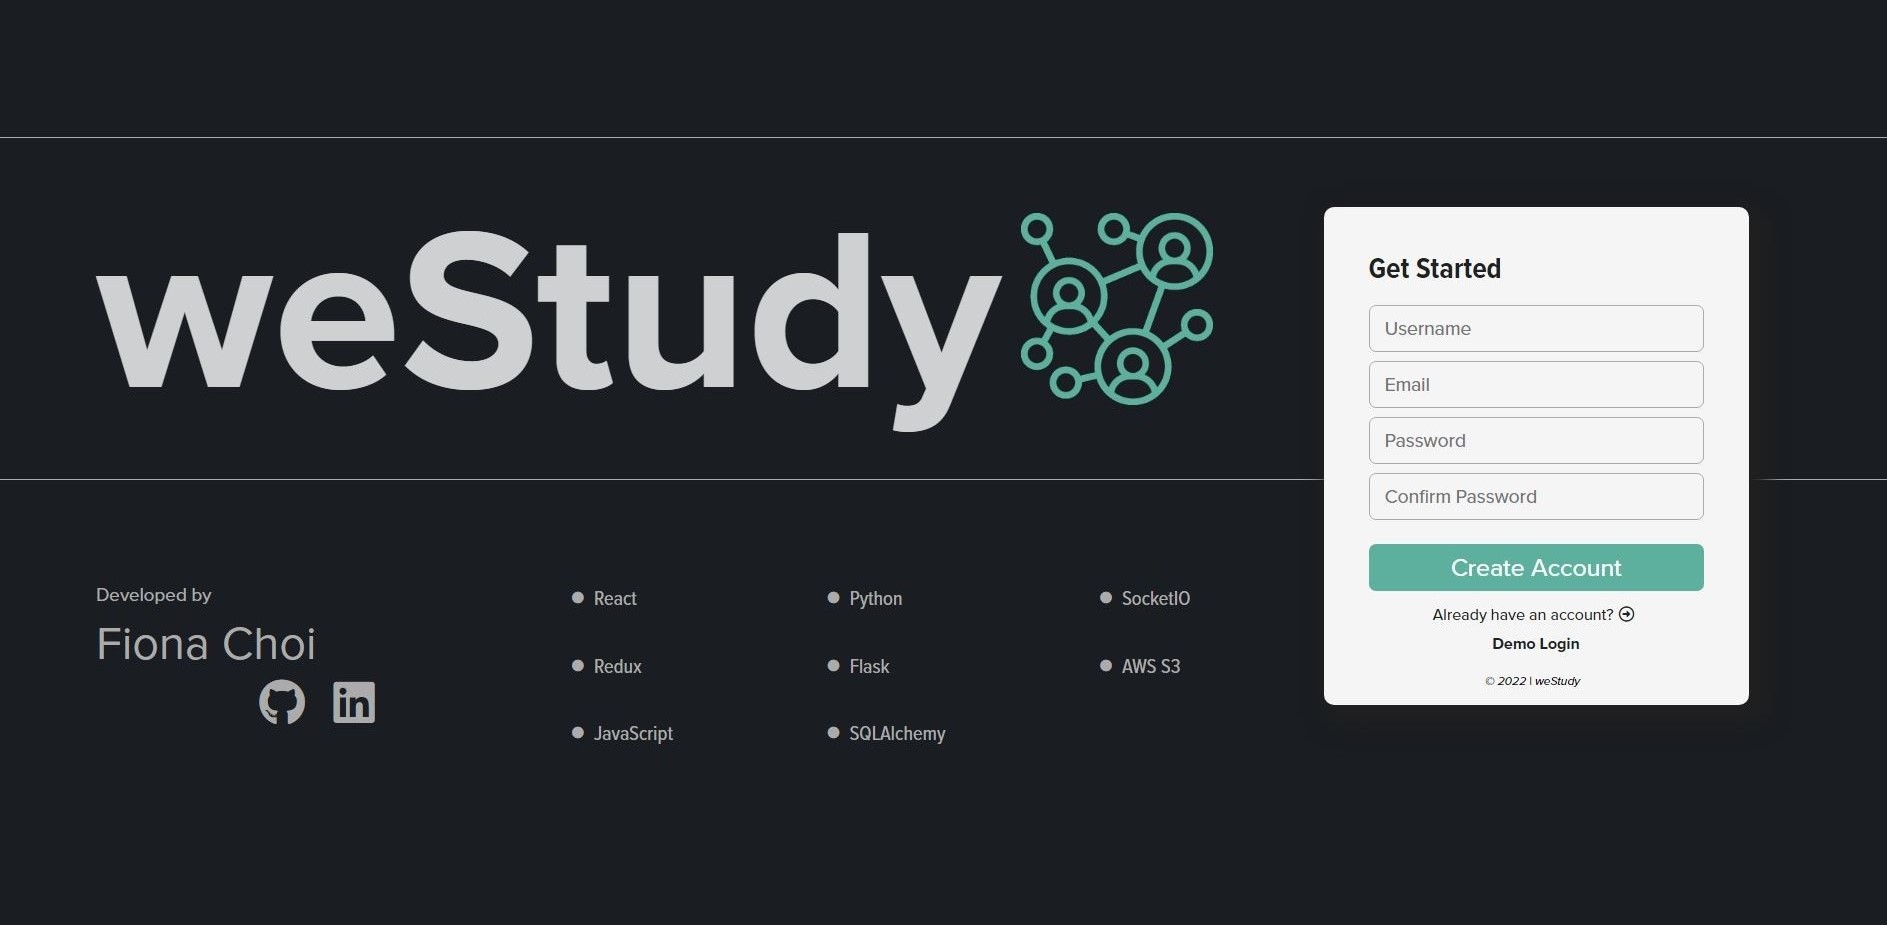 weStudy
Developed by
Fiona Choi
React
Redux
JavaScript
Python
Flask
SQLAlchemy
SocketIO
AWS S3
Get Started
Username
Email
Password
Confirm Password
Create Account
Already have an account?
Demo Login
© 2022 | weStudy